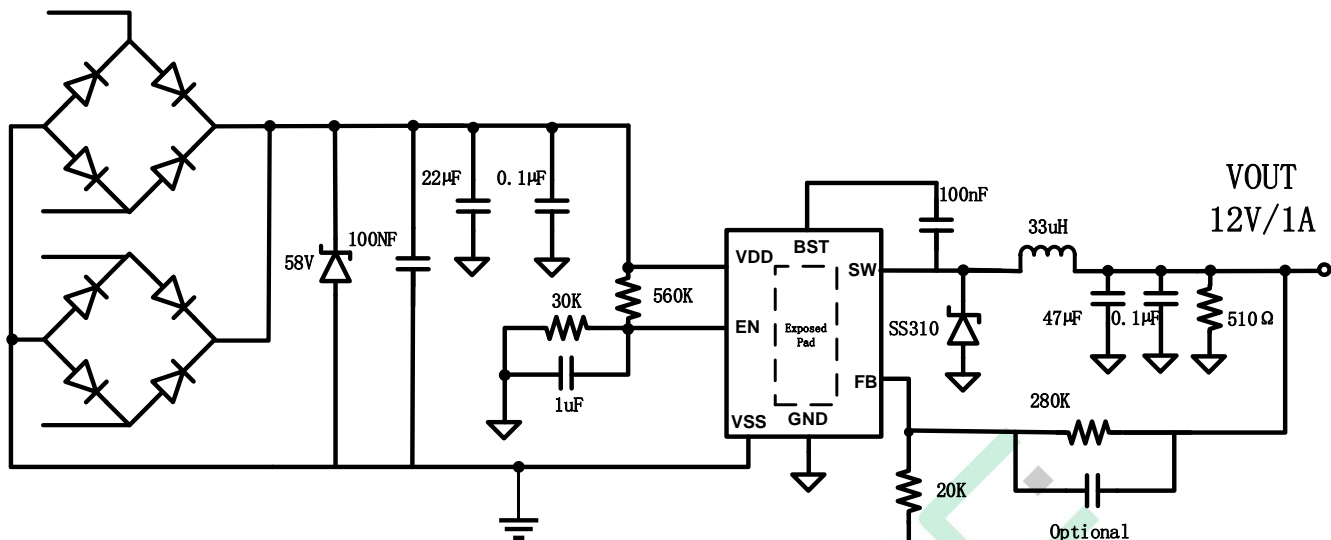 VOUT
12V/1A
22μF
0.1μF
100nF
33uH
58V
100NF
VDD
BST
SW
560K
30K
EN
Exposed
Pad
SS310
47μF
0.1μF
510Ω
1uF
FB
VSS
GND
280K
20K
Optional